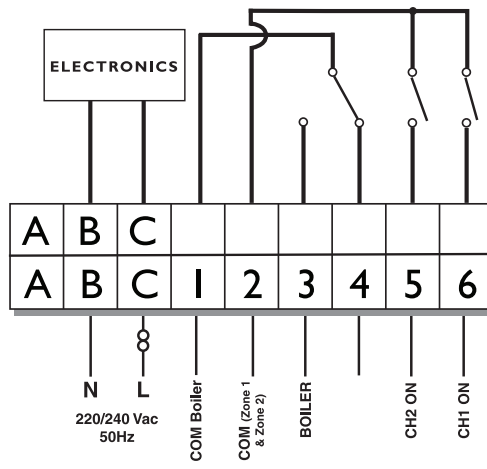 ELECTRONICS
A B C
A B C 1 2 3 4 5 6
N L
220/240 Vac
50Hz
COM Boiler
COM (Zone 1
& Zone 2)
BOILER
CH2 ON
CH1 ON